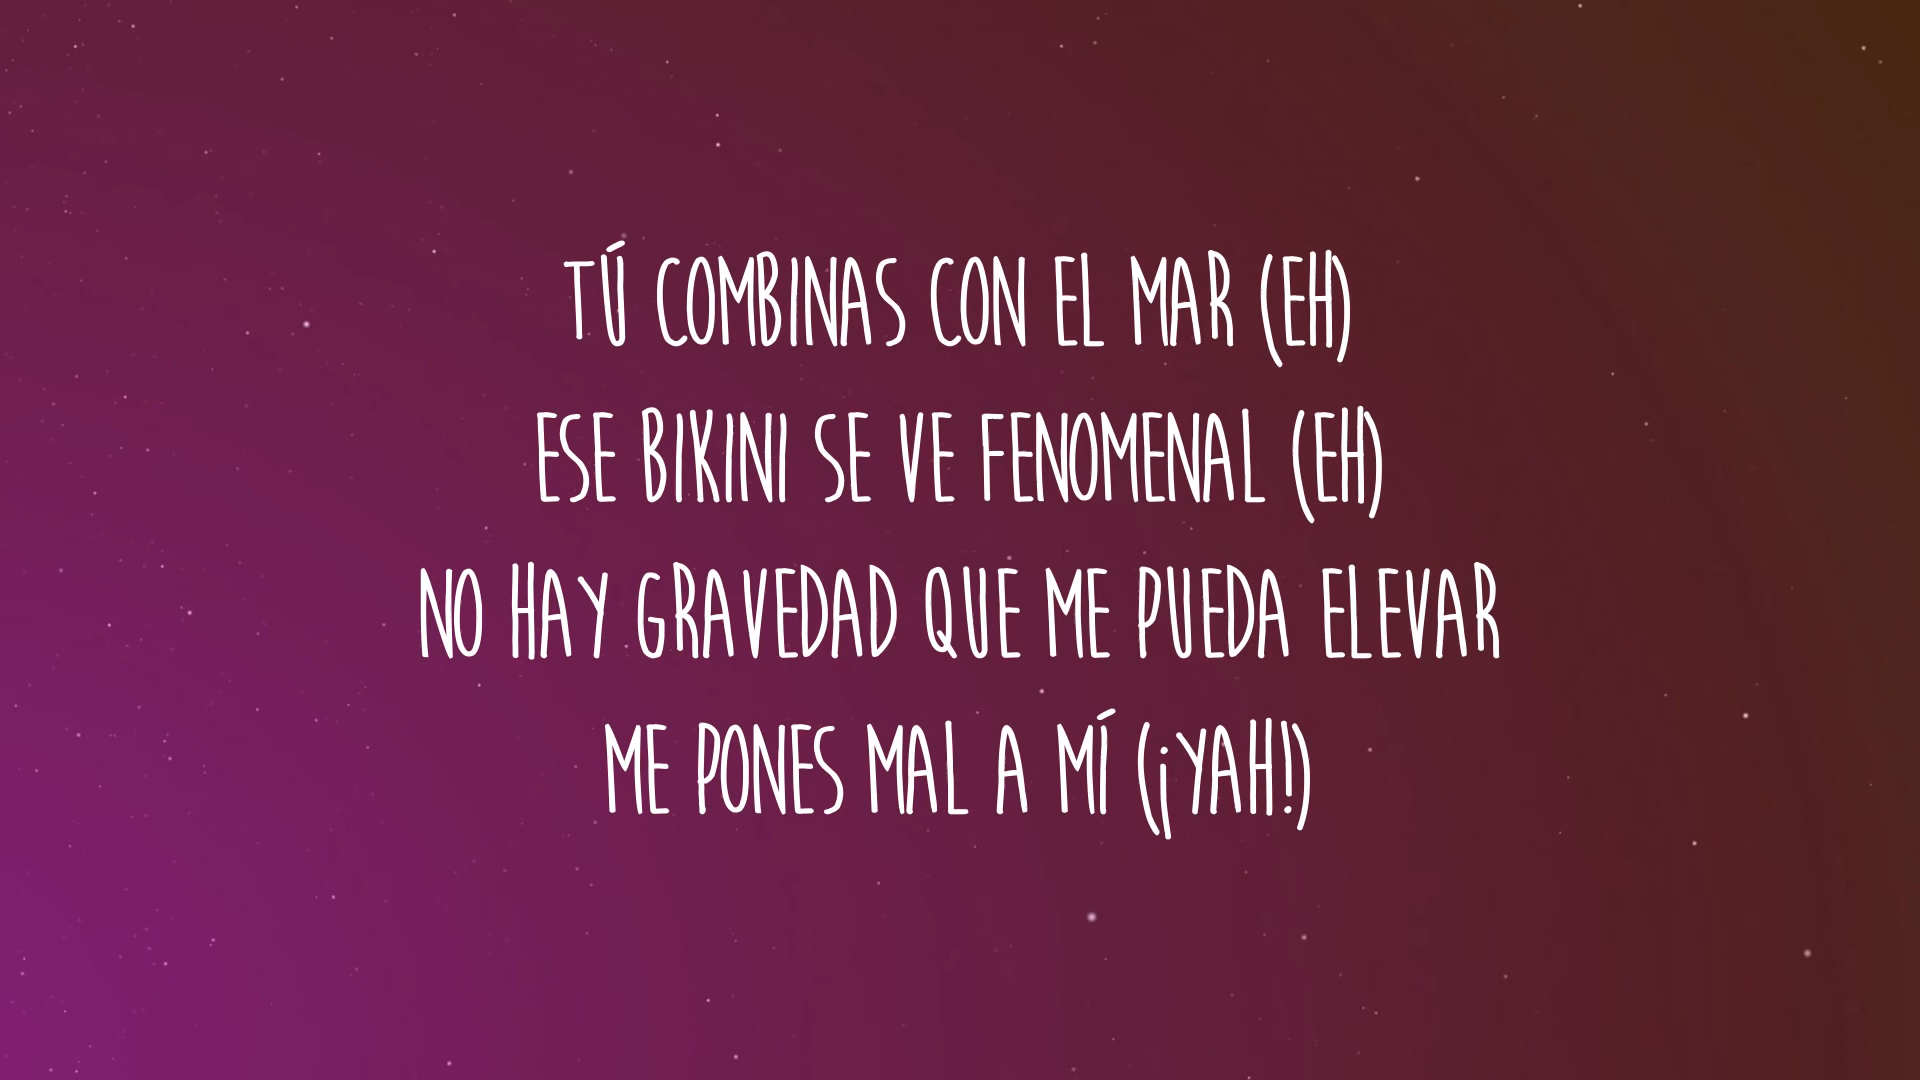 TÚ COMBINAS CON EL MAR (EH)
ESE BIKINI SE VE FENOMENAL (EH)
NO HAY GRAVEDAD QUE ME PUEDA ELEVAR
ME PONES MAL A MÍ (¡YAH!)